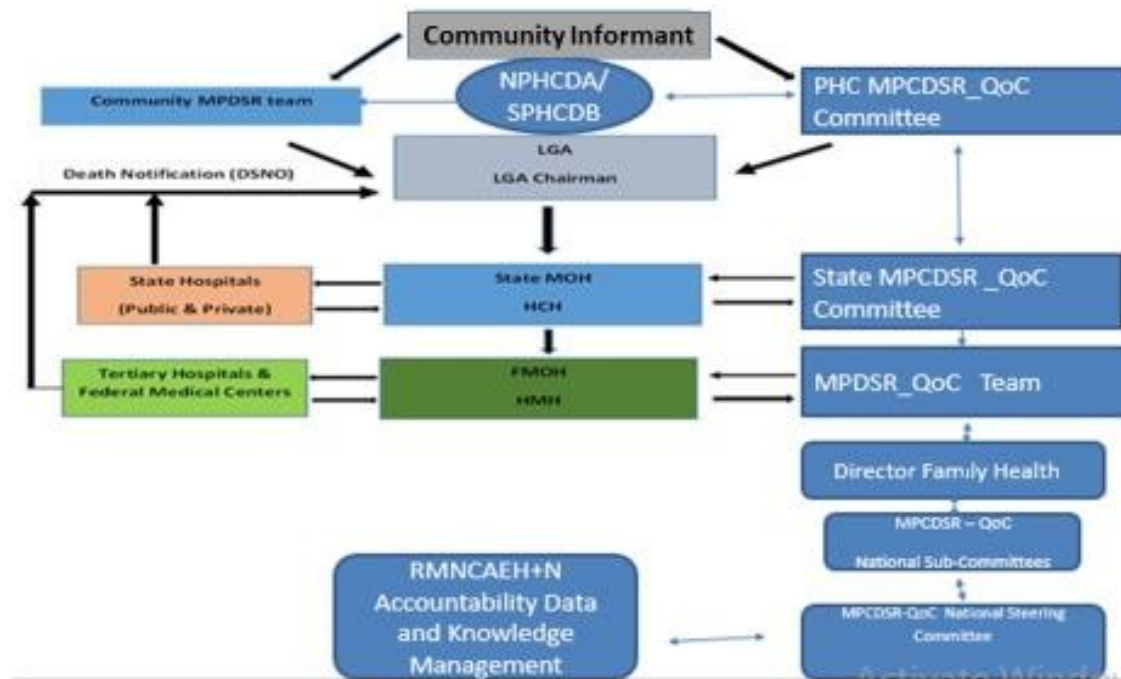 Community Informant
NPHCDA/
SPHCDB
Community MPDSR team
PHC MPCDSR_QoC
Committee
LGA
LGA Chairman
Death Notification (DSNO)
State Hospitals
(Public & Private)
State MOH
HCH
State MPCDSR _QoC
Committee
Tertiary Hospitals &
Federal Medical Centers
FMOH
HMH
MPDSR_QoC Team
Director Family Health
MPCDSR – QoC
National Sub-Committees
RMNCAEH+N
Accountability Data
and Knowledge
Management
MPCDSR-QoC National Steering
Committee
Activate Window